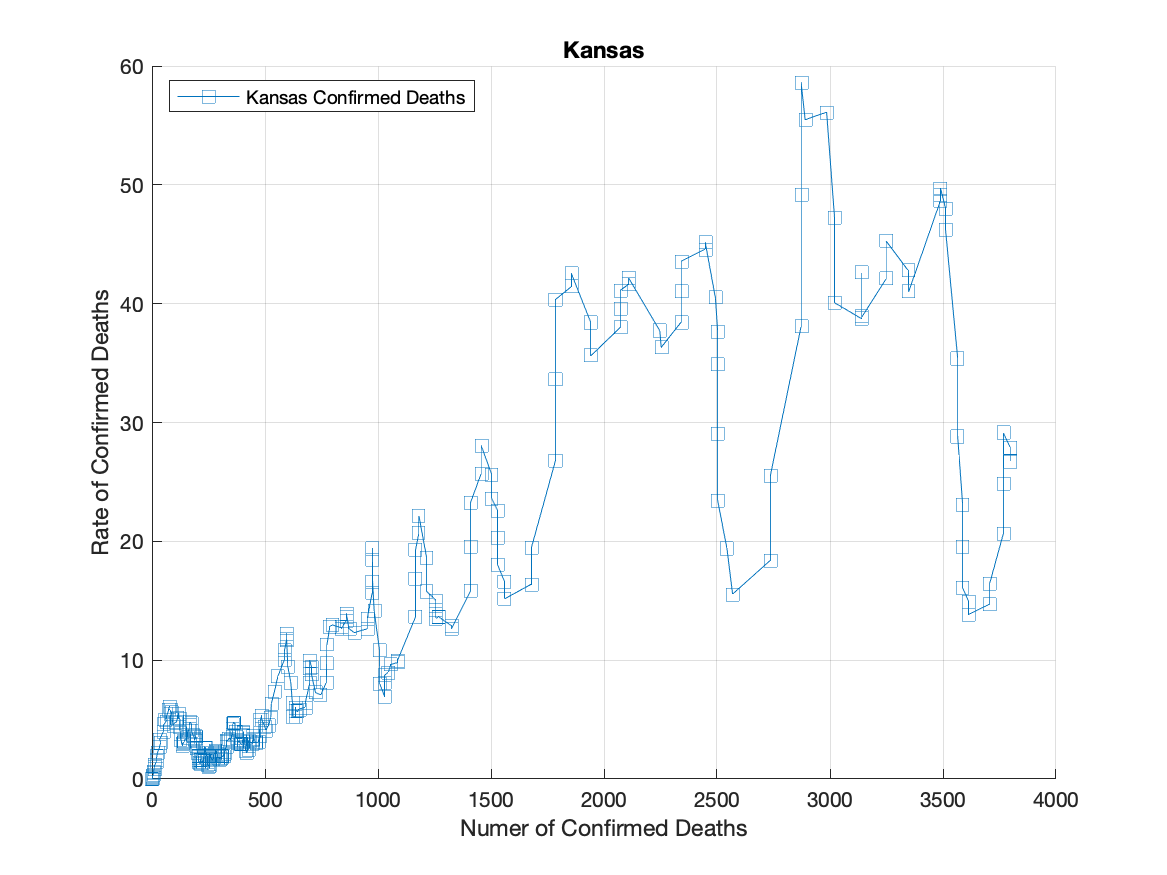 Kansas
60
Kansas Confirmed Deaths
50
40
30
20
10
0
Rate of Confirmed Deaths
0 500 1000 1500 2000 2500 3000 3500 4000
Numer of Confirmed Deaths